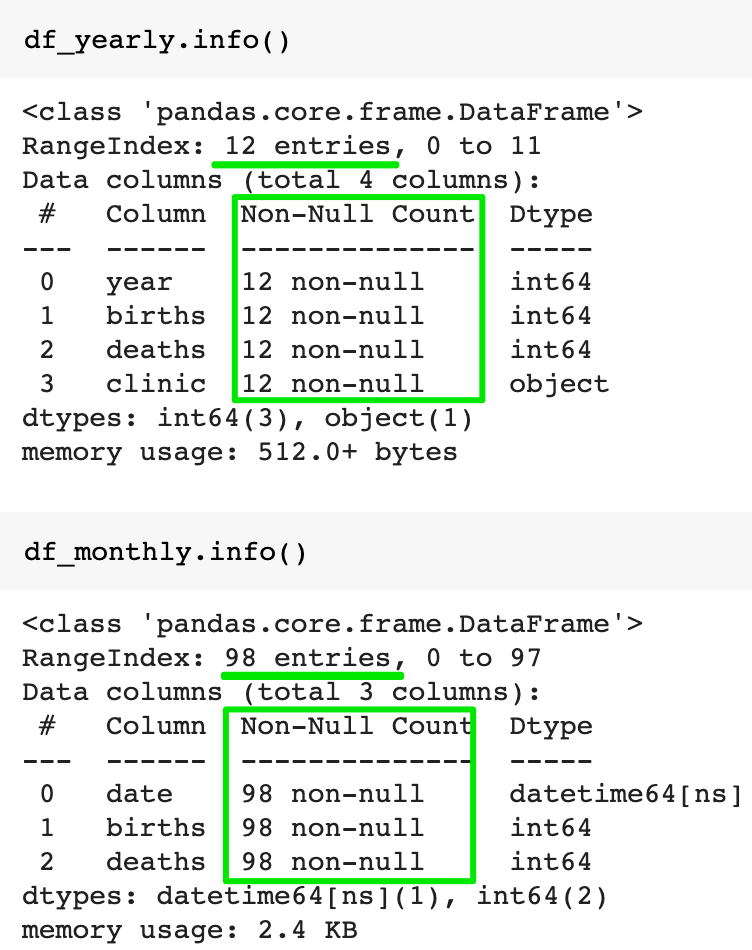 df_yearly.info()
<class 'pandas.core.frame.DataFrame'>
RangeIndex: 12 entries, 0 to 11
Data columns (total 4 columns):
 #   Column   Non-Null Count  Dtype
---  ------   --------------  -----
 0   year     12 non-null     int64
 1   births   12 non-null     int64
 2   deaths   12 non-null     int64
 3   clinic   12 non-null     object
dtypes: int64(3), object(1)
memory usage: 512.0+ bytes
df_monthly.info()
<class 'pandas.core.frame.DataFrame'>
RangeIndex: 98 entries, 0 to 97
Data columns (total 3 columns):
 #   Column   Non-Null Count  Dtype
---  ------   --------------  -----
 0   date     98 non-null     datetime64[ns]
 1   births   98 non-null     int64
 2   deaths   98 non-null     int64
dtypes: datetime64[ns](1), int64(2)
memory usage: 2.4 KB